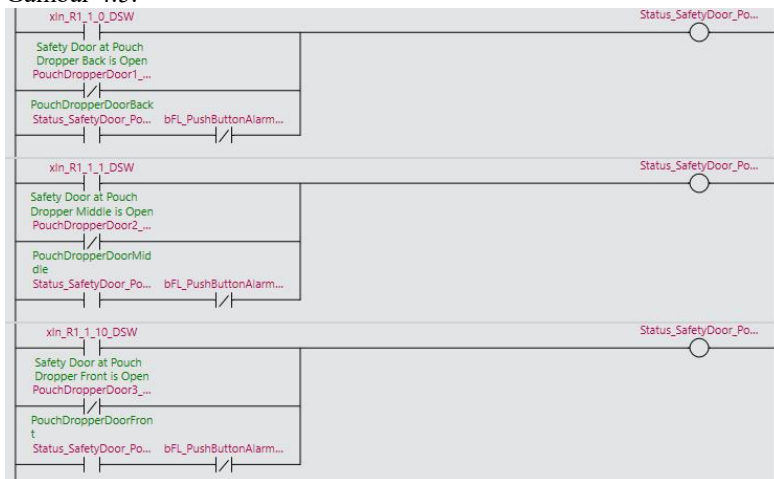 Gambar 4.5.
xIn_R1_1_0_DSW
Status_SafetyDoor_Po...
Safety Door at Pouch
Dropper Back is Open
PouchDropperDoor1_...
PouchDropperDoorBack
Status_SafetyDoor_Po... bFL_PushButtonAlarm...
xIn_R1_1_1_DSW
Status_SafetyDoor_Po...
Safety Door at Pouch
Dropper Middle is Open
PouchDropperDoor2_...
PouchDropperDoorMid
dle
Status_SafetyDoor_Po... bFL_PushButtonAlarm...
xIn_R1_1_10_DSW
Status_SafetyDoor_Po...
Safety Door at Pouch
Dropper Front is Open
PouchDropperDoor3_...
PouchDropperDoorFron
t
Status_SafetyDoor_Po... bFL_PushButtonAlarm...